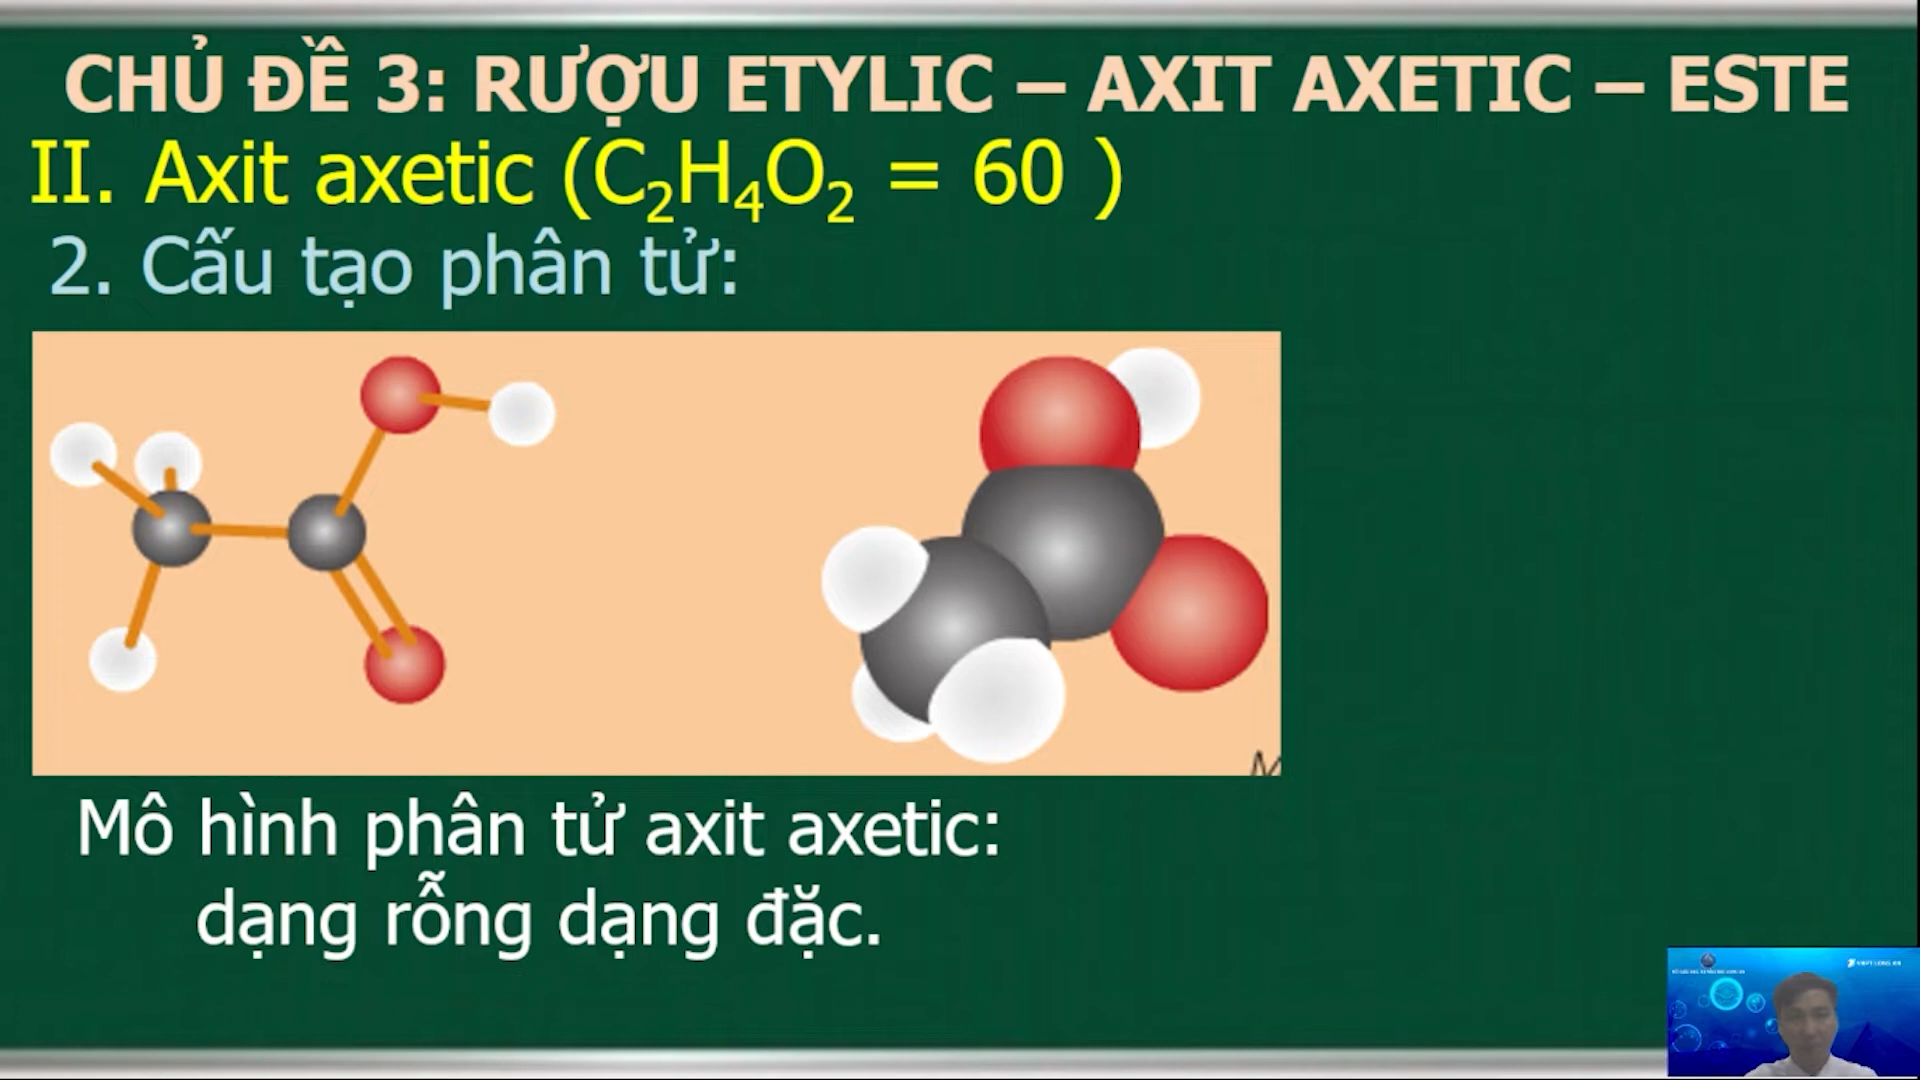 CHỦ ĐỀ 3: RƯỢU ETYLIC – AXIT AXETIC – ESTE
II. Axit axetic (C₂H₄O₂ = 60 )
2. Cấu tạo phân tử:
Mô hình phân tử axit axetic:
dạng rỗng dạng đặc.